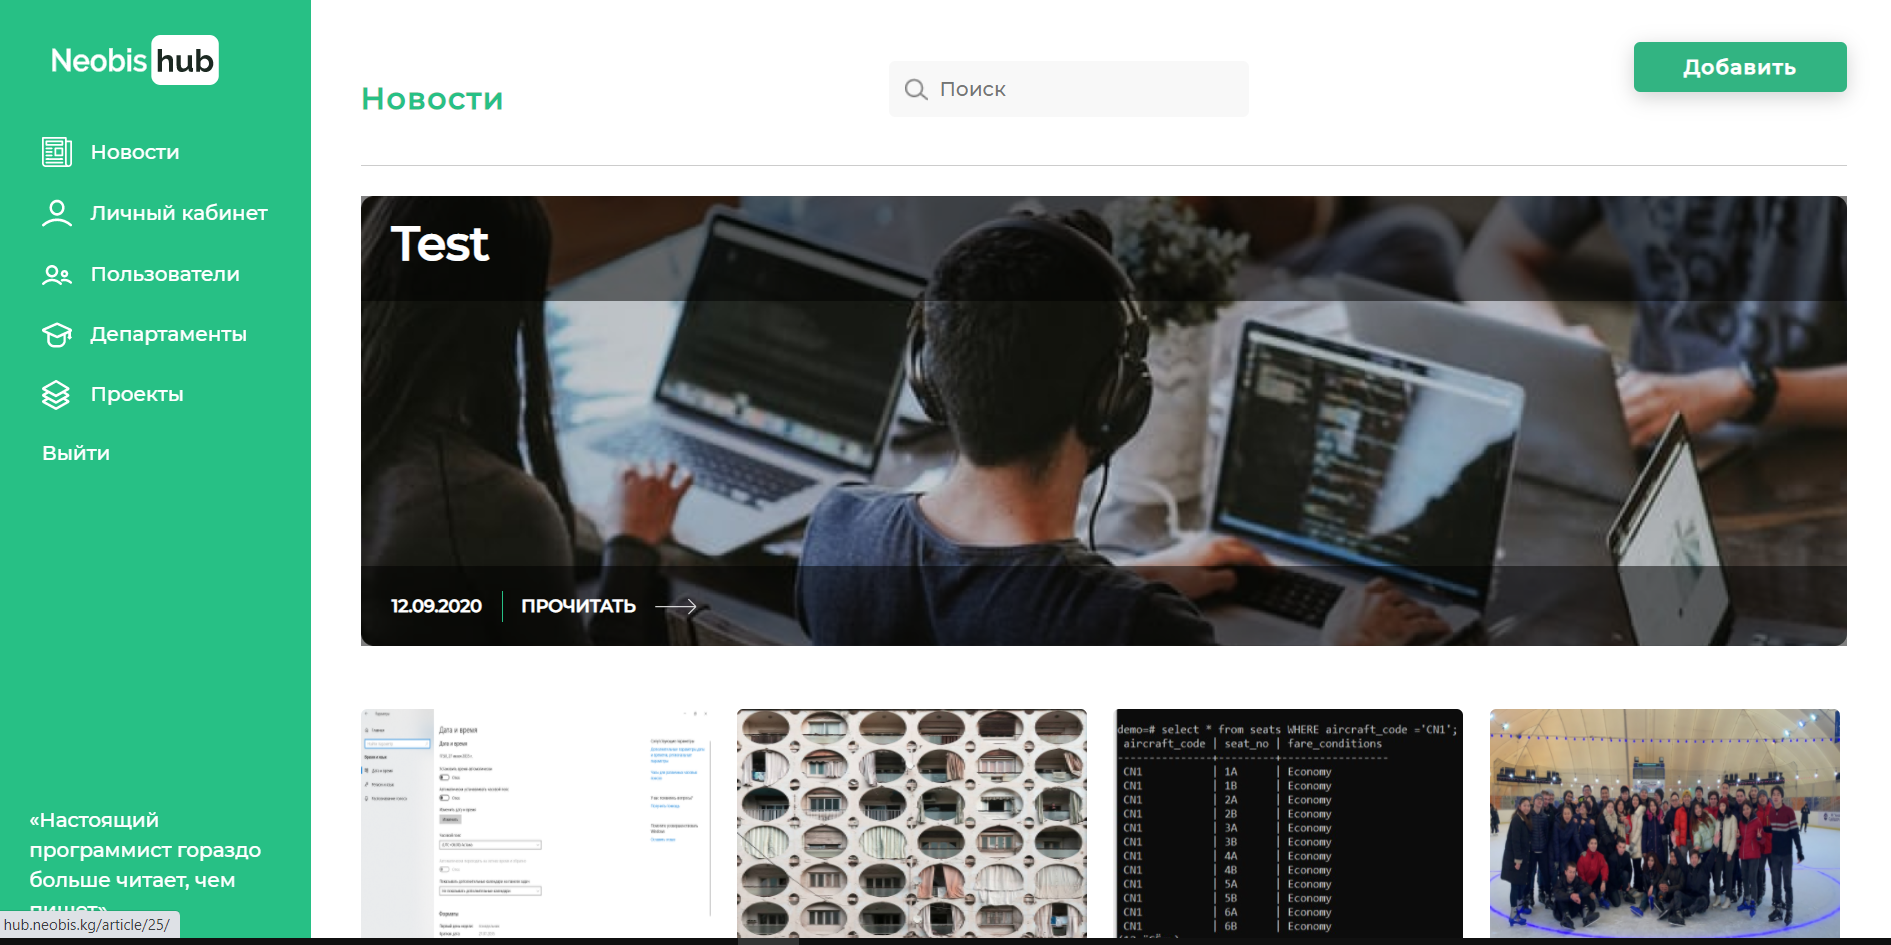 Neobis hub
Новости
Личный кабинет
Пользователи
Департаменты
Проекты
Выйти
«Настоящий
программист гораздо
больше читает, чем
пишет»
hub.neobis.kg/article/25/
Новости
Поиск
Добавить
Test
12.09.2020
ПРОЧИТАТЬ
Дата и время
Дата и время
Форматы
demo=# select * from seats WHERE aircraft_code ='CN1';
aircraft_code | seat_no | fare_conditions
CN1 | 1A | Economy
CN1 | 1B | Economy
CN1 | 2A | Economy
CN1 | 2B | Economy
CN1 | 3A | Economy
CN1 | 3B | Economy
CN1 | 4A | Economy
CN1 | 4B | Economy
CN1 | 5A | Economy
CN1 | 5B | Economy
CN1 | 6A | Economy
CN1 | 6B | Economy